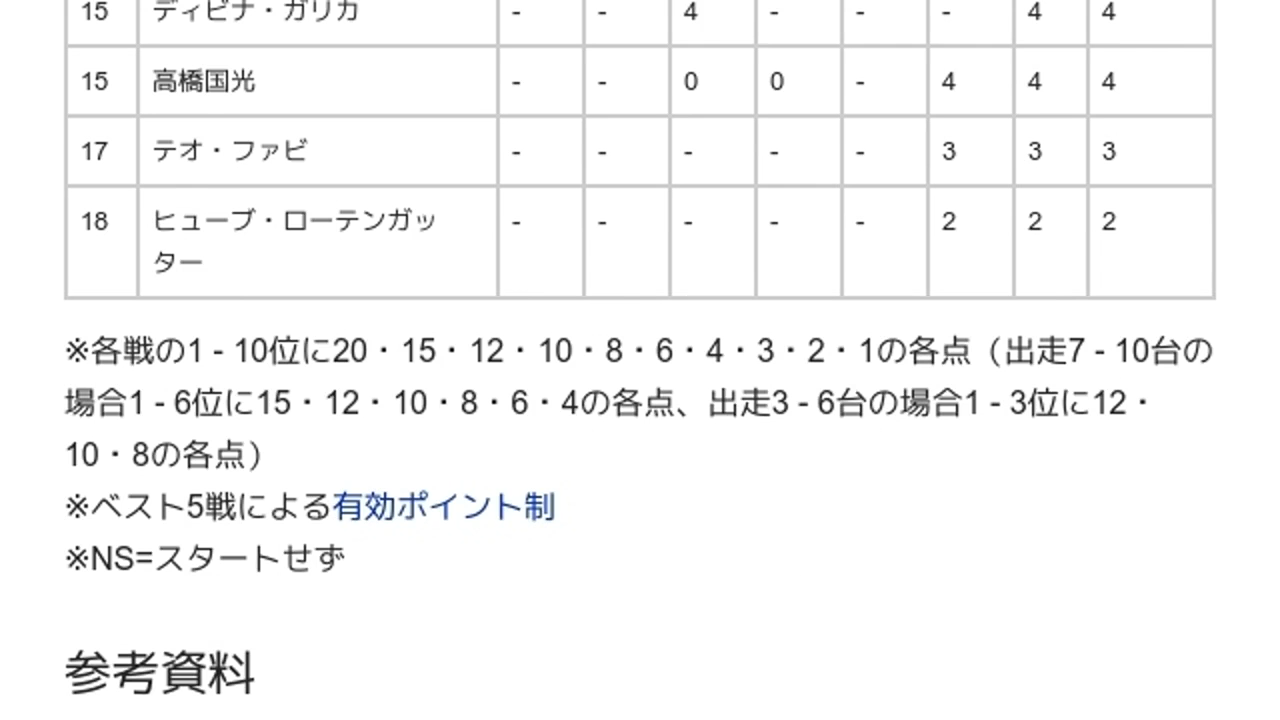 15 ディビナ・ガリカ - - 4 - - - 4 4
15 高橋国光 - - 0 0 - 4 4 4
17 テオ・ファビ - - - - - 3 3 3
18 ヒューブ・ローテンガッ - - - - - 2 2 2
ター
※各戦の1 - 10位に20・15・12・10・8・6・4・3・2・1の各点（出走7 - 10台の
場合1 - 6位に15・12・10・8・6・4の各点、出走3 - 6台の場合1 - 3位に12・
10・8の各点）
※ベスト5戦による有効ポイント制
※NS=スタートせず
参考資料